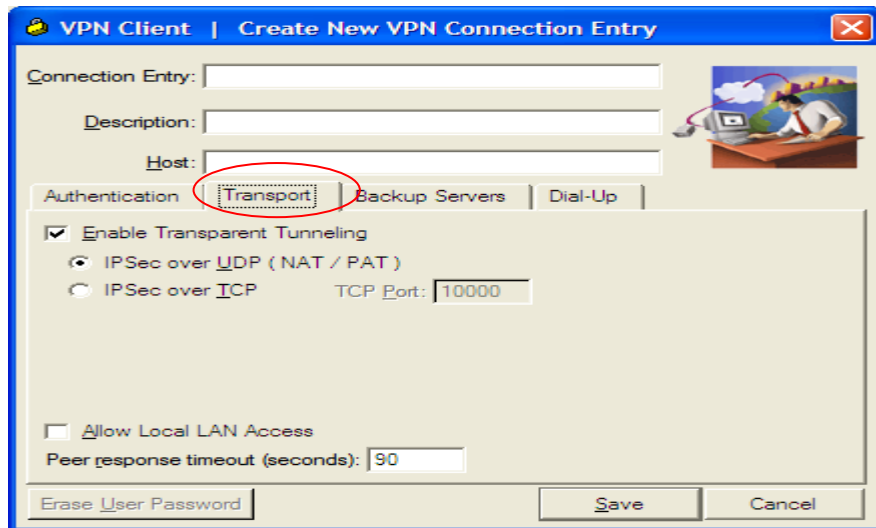 VPN Client | Create New VPN Connection Entry
Connection Entry:
Description:
Host:
Authentication Transport Backup Servers Dial-Up
Enable Transparent Tunneling
IPSec over UDP ( NAT / PAT )
IPSec over TCP TCP Port: 10000
Allow Local LAN Access
Peer response timeout (seconds): 90
Erase User Password Save Cancel